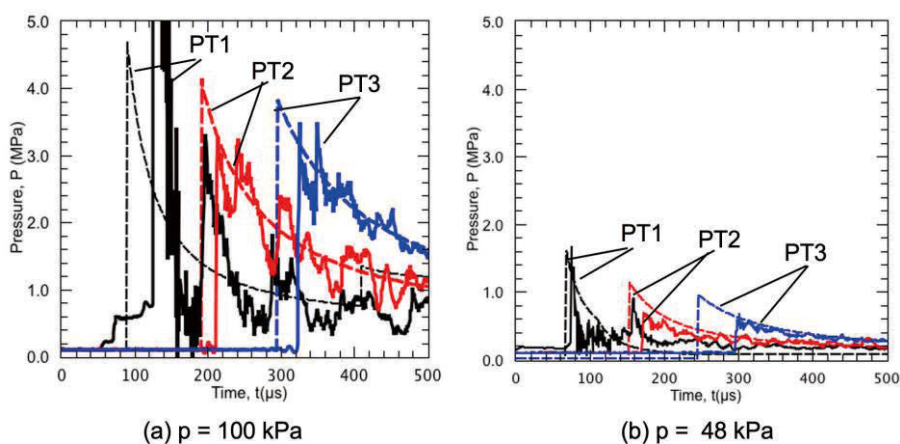 5.0
4.0
3.0
2.0
1.0
0.0
Pressure, P (MPa)
PT1
PT2
PT3
0
100
200
300
400
500
Time, t(μs)
(a) p = 100 kPa
5.0
4.0
3.0
2.0
1.0
0.0
Pressure, P (MPa)
PT1
PT2
PT3
0
100
200
300
400
500
Time, t(μs)
(b) p = 48 kPa